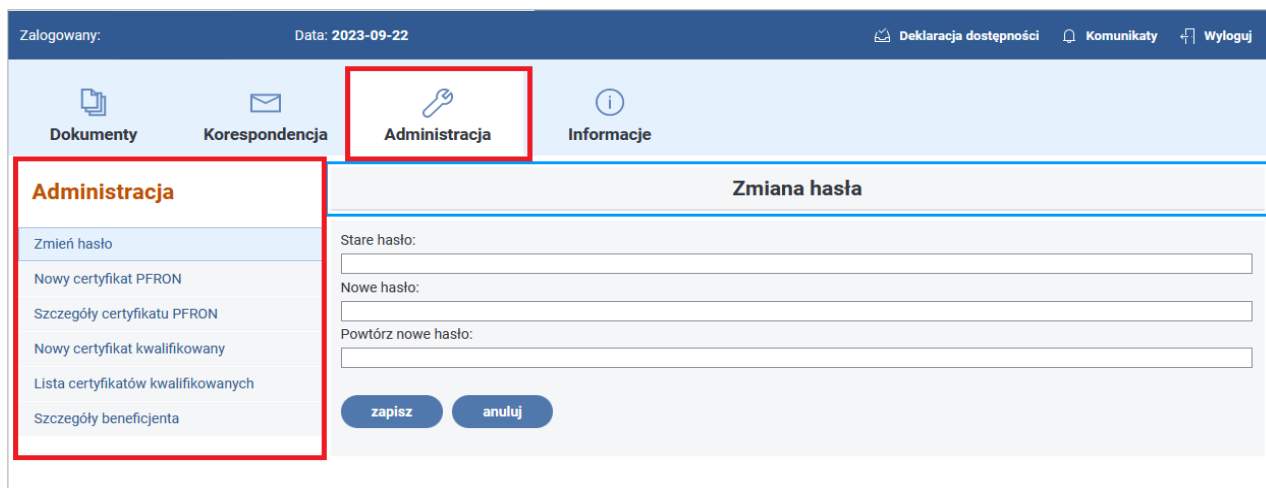 Zalogowany: Data: 2023-09-22 Deklaracja dostępności Komunikaty Wyloguj
Dokumenty Korespondencja Administracja Informacje
Administracja
Zmień hasło
Nowy certyfikat PFRON
Szczegóły certyfikatu PFRON
Nowy certyfikat kwalifikowany
Lista certyfikatów kwalifikowanych
Szczegóły beneficjenta
Zmiana hasła
Stare hasło:
Nowe hasło:
Powtórz nowe hasło:
zapisz anuluj